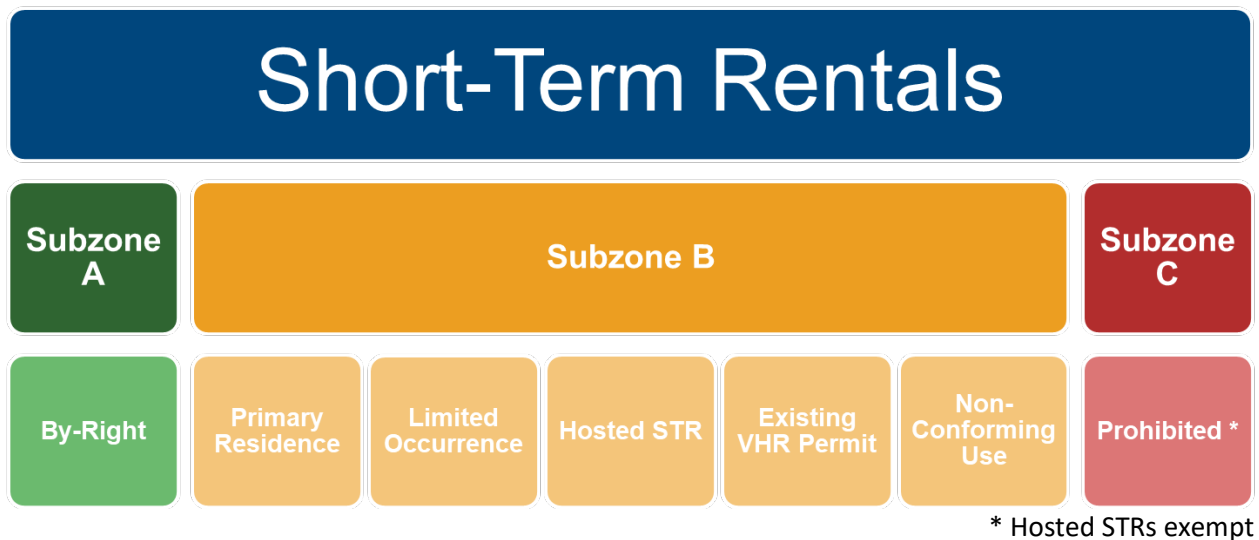 Short-Term Rentals
Subzone
A
Subzone B
Subzone
C
By-Right
Primary
Residence
Limited
Occurrence
Hosted STR
Existing
VHR Permit
Non-
Conforming
Use
Prohibited *
* Hosted STRs exempt